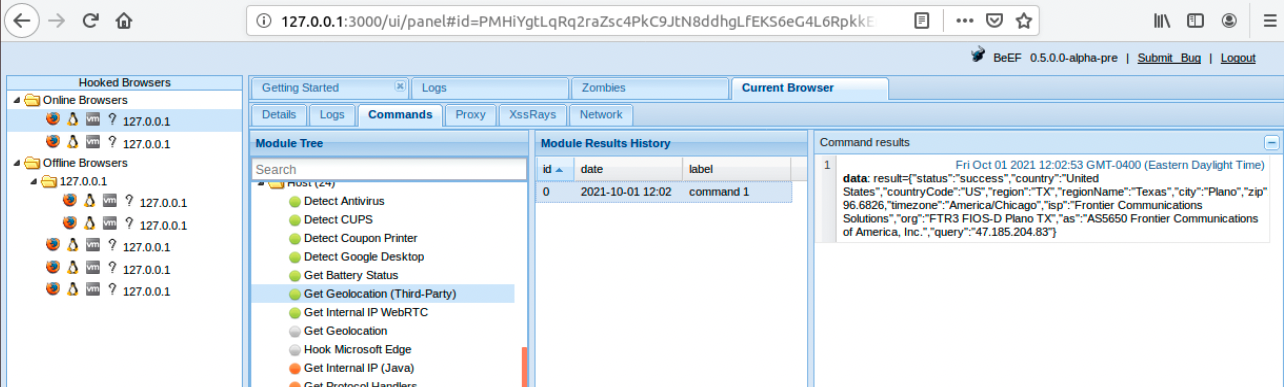 127.0.0.1:3000/ui/panel#id=PMHiYgtLqRq2raZsc4PkC9JtN8ddhgLfEKS6eG4L6RpkkE
BeEF 0.5.0.0-alpha-pre | Submit Bug | Logout
Hooked Browsers
Online Browsers
? 127.0.0.1
? 127.0.0.1
Offline Browsers
127.0.0.1
? 127.0.0.1
? 127.0.0.1
? 127.0.0.1
? 127.0.0.1
? 127.0.0.1
Getting Started
Logs
Zombies
Current Browser
Details
Logs
Commands
Proxy
XssRays
Network
Module Tree
Search
Host (24)
Detect Antivirus
Detect CUPS
Detect Coupon Printer
Detect Google Desktop
Get Battery Status
Get Geolocation (Third-Party)
Get Internal IP WebRTC
Get Geolocation
Hook Microsoft Edge
Get Internal IP (Java)
Get Protocol Handlers
Module Results History
id date label
0 2021-10-01 12:02 command 1
Command results
1 Fri Oct 01 2021 12:02:53 GMT-0400 (Eastern Daylight Time)
data: result={"status":"success","country":"United
States","countryCode":"US","region":"TX","regionName":"Texas","city":"Plano","zip"
96.6826,"timezone":"America/Chicago","isp":"Frontier Communications
Solutions","org":"FTR3 FIOS-D Plano TX","as":"AS5650 Frontier Communications
of America, Inc.","query":"47.185.204.83"}